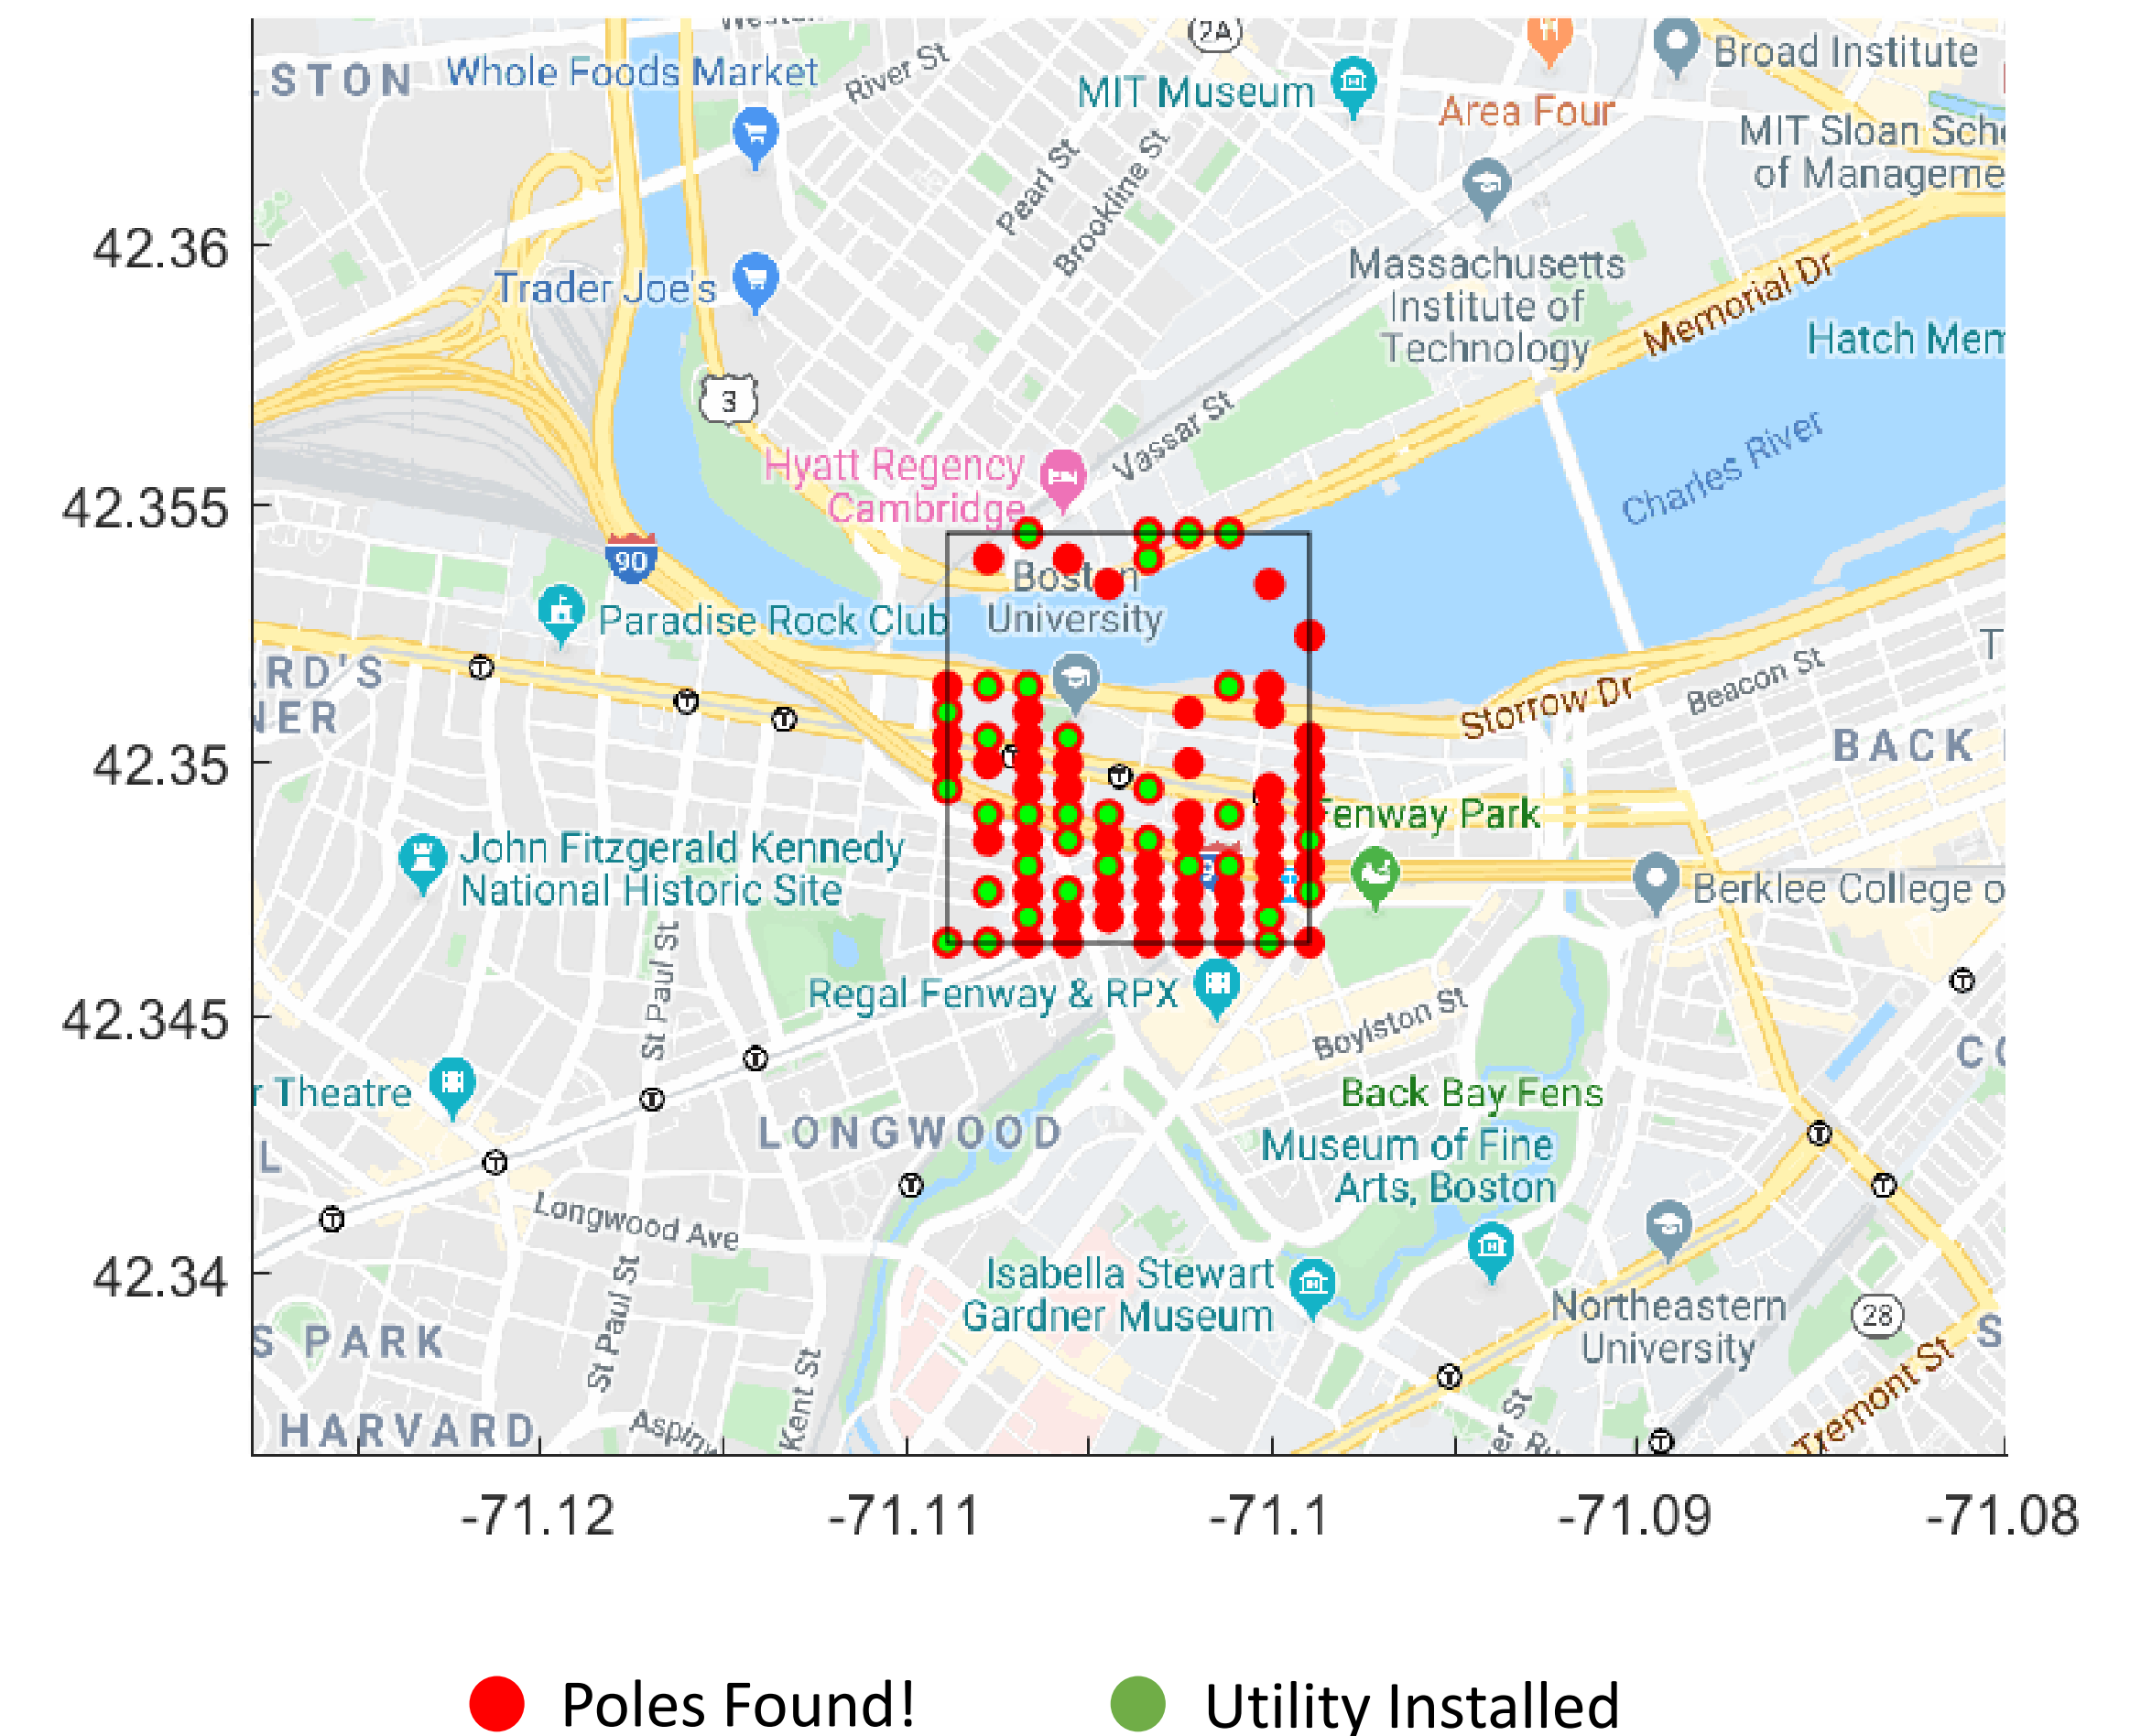 2A
Broad Institute
STON
Whole Foods Market
River St
MIT Museum
Area Four
MIT Sloan Sch
of Manageme
Pearl St
Brookline St
42.36
Massachusetts
Institute of
Technology
Memorial Dr
Trader Joe's
Hatch Mem
3
Vassar St
Charles River
Hyatt Regency
Cambridge
42.355
90
Boston
University
Paradise Rock Club
T
ARD'S
NER
Beacon St
Storrow Dr
BACK
42.35
Fenway Park
John Fitzgerald Kennedy
National Historic Site
Berklee College o
St Paul St
Regal Fenway & RPX
42.345
Boylston St
CO
r Theatre
Back Bay Fens
LONGWOOD
Museum of Fine
Arts, Boston
L
Longwood Ave
42.34
Isabella Stewart
Gardner Museum
St Paul St
Northeastern
University
28
S
S PARK
Kent St
Tremont St
HARVARD
Aspinw
er St
-71.12
-71.11
-71.1
-71.09
-71.08
Poles Found!
Utility Installed